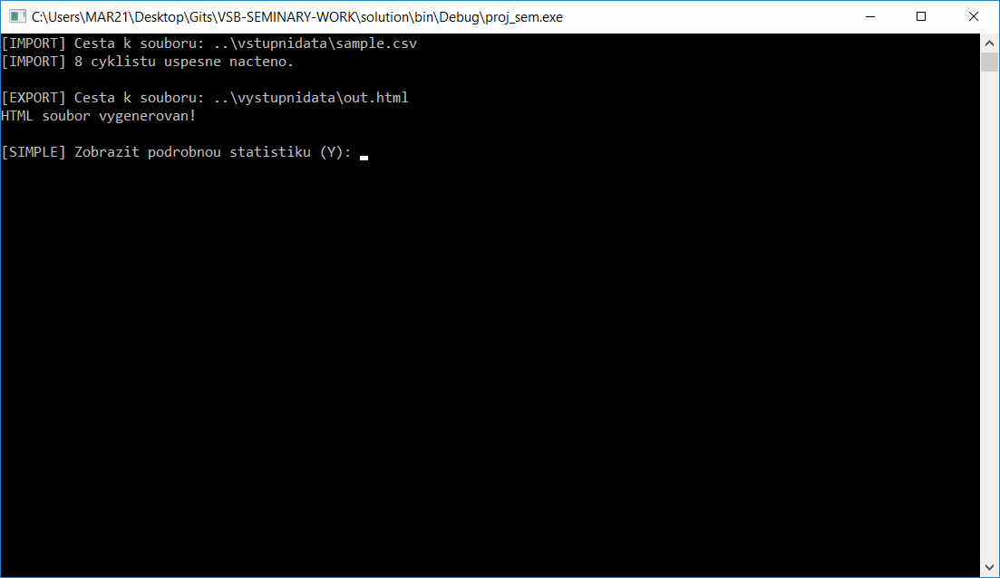 C:\Users\MAR21\Desktop\Gits\VSB-SEMINARY-WORK\solution\bin\Debug\proj_sem.exe
[IMPORT] Cesta k souboru: ..\vstupnidata\sample.csv
[IMPORT] 8 cyklistu uspesne nacteno.
[EXPORT] Cesta k souboru: ..\vystupnidata\out.html
HTML soubor vygenerovan!
[SIMPLE] Zobrazit podrobnou statistiku (Y):